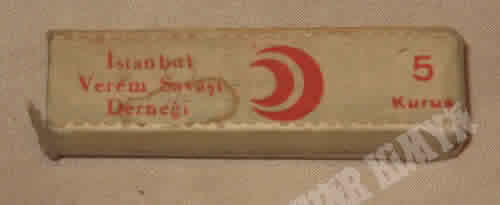 İstanbul
Verem Savaşı
Derneği
5
Kuruş